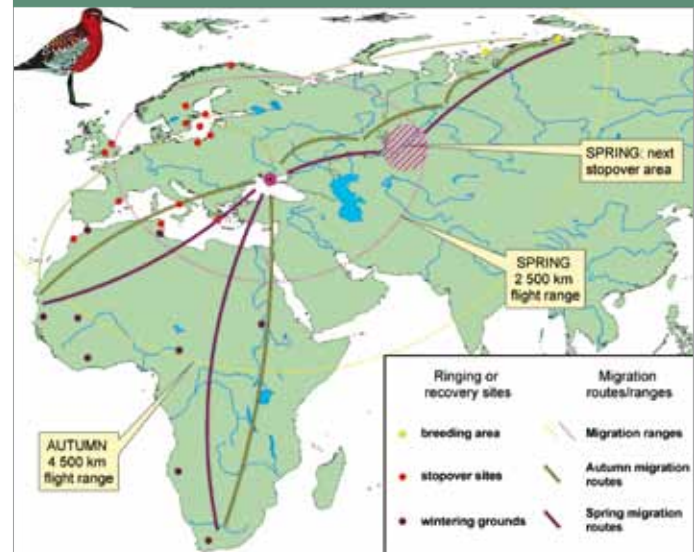 SPRING: next
stopover area
SPRING
2 500 km
flight range
AUTUMN
4 500 km
flight range
Ringing or
recovery sites
breeding area
stopover sites
wintering grounds
Migration
routes/ranges
Migration ranges
Autumn migration
routes
Spring migration
routes